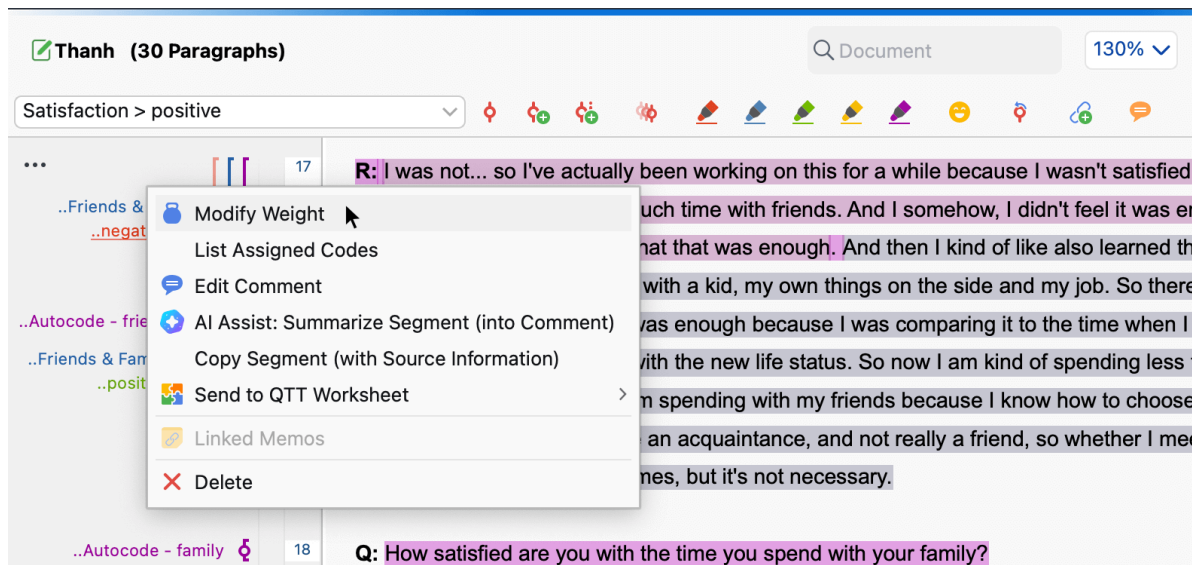 Thanh (30 Paragraphs)
Document
130%
Satisfaction > positive
17
R: I was not... so I've actually been working on this for a while because I wasn't satisfied
..Friends &
Modify Weight
uch time with friends. And I somehow, I didn't feel it was
..negat
List Assigned Codes
hat that was enough. And then I kind of like also learned
Edit Comment
with a kid, my own things on the side and my job. So there
..Autocode - frie
AI Assist: Summarize Segment (into Comment)
was enough because I was comparing it to the time when I
..Friends & Fam
Copy Segment (with Source Information)
with the new life status. So now I am kind of spending less
..posit
Send to QTT Worksheet
m spending with my friends because I know how to choose
Linked Memos
an acquaintance, and not really a friend, so whether I
Delete
mes, but it's not necessary.
..Autocode - family
18
Q: How satisfied are you with the time you spend with your family?